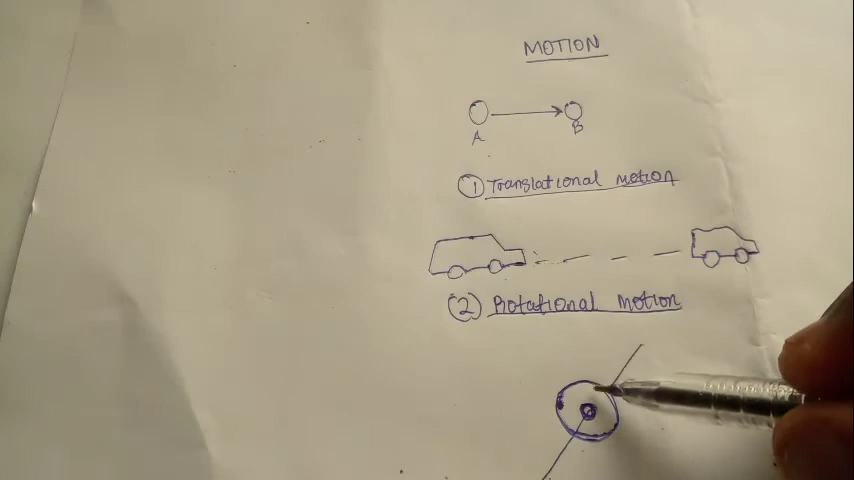 MOTION
A B
① Translational motion
(2) Rotational motion